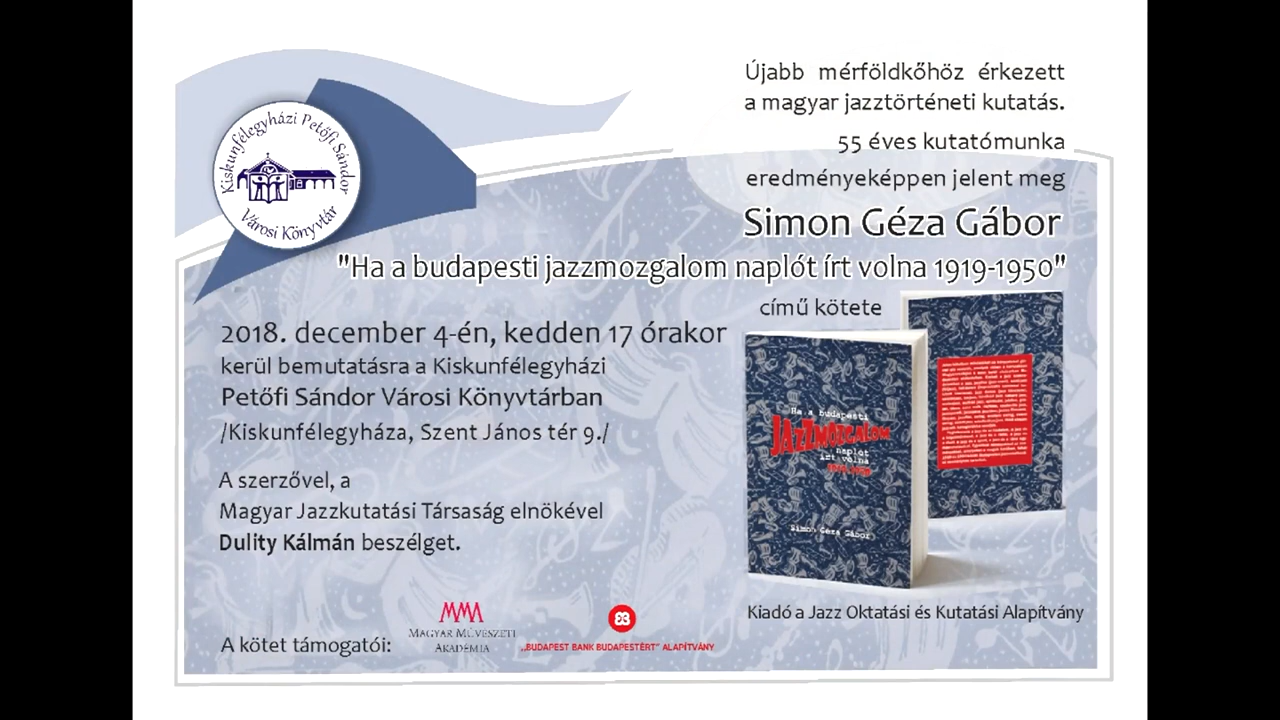 Kiskunfélegyházi Petőfi Sándor
Városi Könyvtár
Újabb mérföldkőhöz érkezett
a magyar jazztörténeti kutatás.
55 éves kutatómunka
eredményeképpen jelent meg
Simon Géza Gábor
"Ha a budapesti jazzmozgalom naplót írt volna 1919-1950"
című kötete
2018. december 4-én, kedden 17 órakor
kerül bemutatásra a Kiskunfélegyházi
Petőfi Sándor Városi Könyvtárban
/Kiskunfélegyháza, Szent János tér 9./
A szerzővel, a
Magyar Jazzkutatási Társaság elnökével
Dulity Kálmán beszélget.
Ha a budapesti
JAZZMOZGALOM
naplót
írt volna
1919-1950
Simon Géza Gábor
Kiadó a Jazz Oktatási és Kutatási Alapítvány
A kötet támogatói:
MMA
MAGYAR MŰVÉSZETI
AKADÉMIA
„BUDAPEST BANK BUDAPESTÉRT" ALAPÍTVÁNY